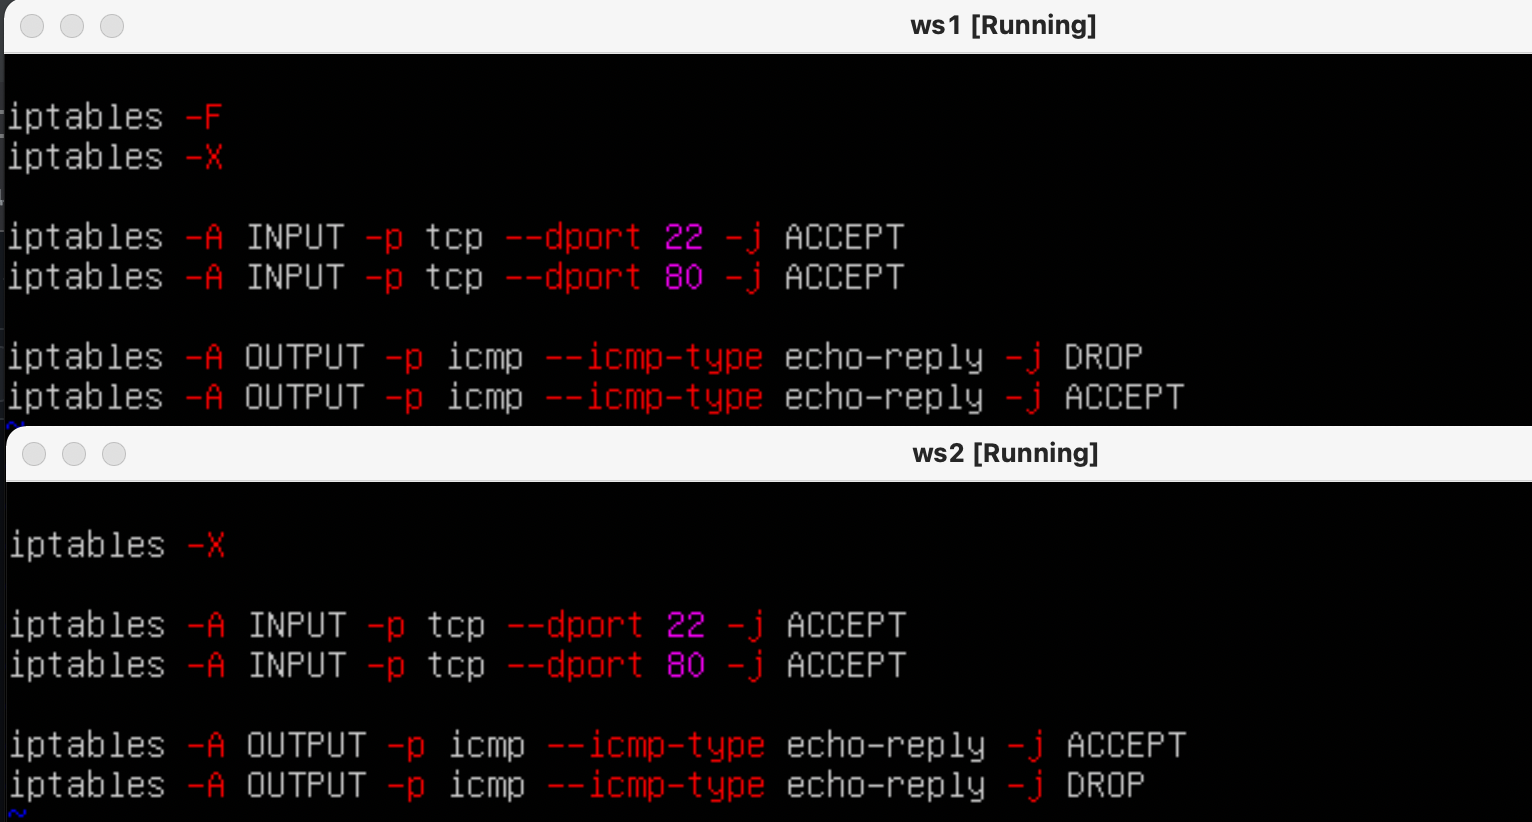 ws1 [Running]
iptables -F
iptables -X
iptables -A INPUT -p tcp --dport 22 -j ACCEPT
iptables -A INPUT -p tcp --dport 80 -j ACCEPT
iptables -A OUTPUT -p icmp --icmp-type echo-reply -j DROP
iptables -A OUTPUT -p icmp --icmp-type echo-reply -j ACCEPT
~
ws2 [Running]
iptables -X
iptables -A INPUT -p tcp --dport 22 -j ACCEPT
iptables -A INPUT -p tcp --dport 80 -j ACCEPT
iptables -A OUTPUT -p icmp --icmp-type echo-reply -j ACCEPT
iptables -A OUTPUT -p icmp --icmp-type echo-reply -j DROP
~